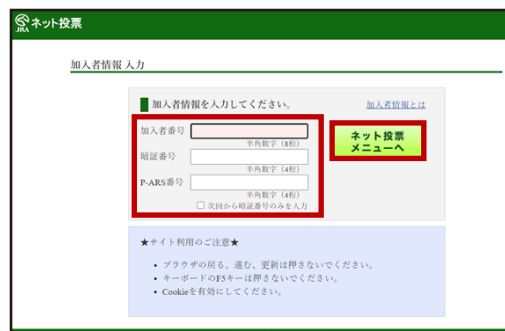 JRA ネット投票
加入者情報 入力
加入者情報を入力してください。 加入者情報とは
加入者番号
半角数字（8桁）
暗証番号
半角数字（4桁）
P-ARS番号
半角数字（4桁）
次回から暗証番号のみを入力
ネット投票
メニューへ
★サイト利用のご注意★
• ブラウザの戻る、進む、更新は押さないでください。
• キーボードのF5キーは押さないでください。
• Cookieを有効にしてください。